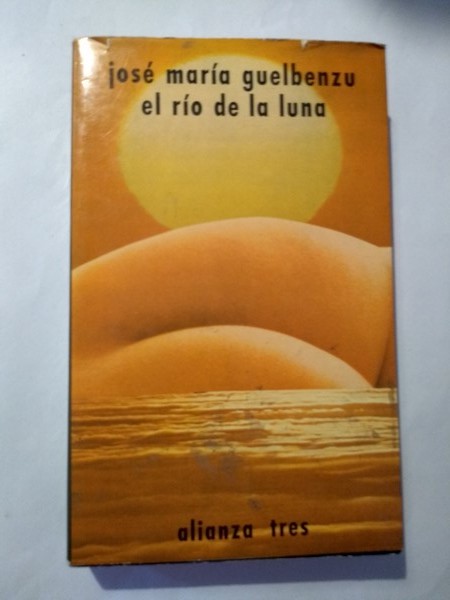 josé maría guelbenzu
el río de la luna
alianza tres